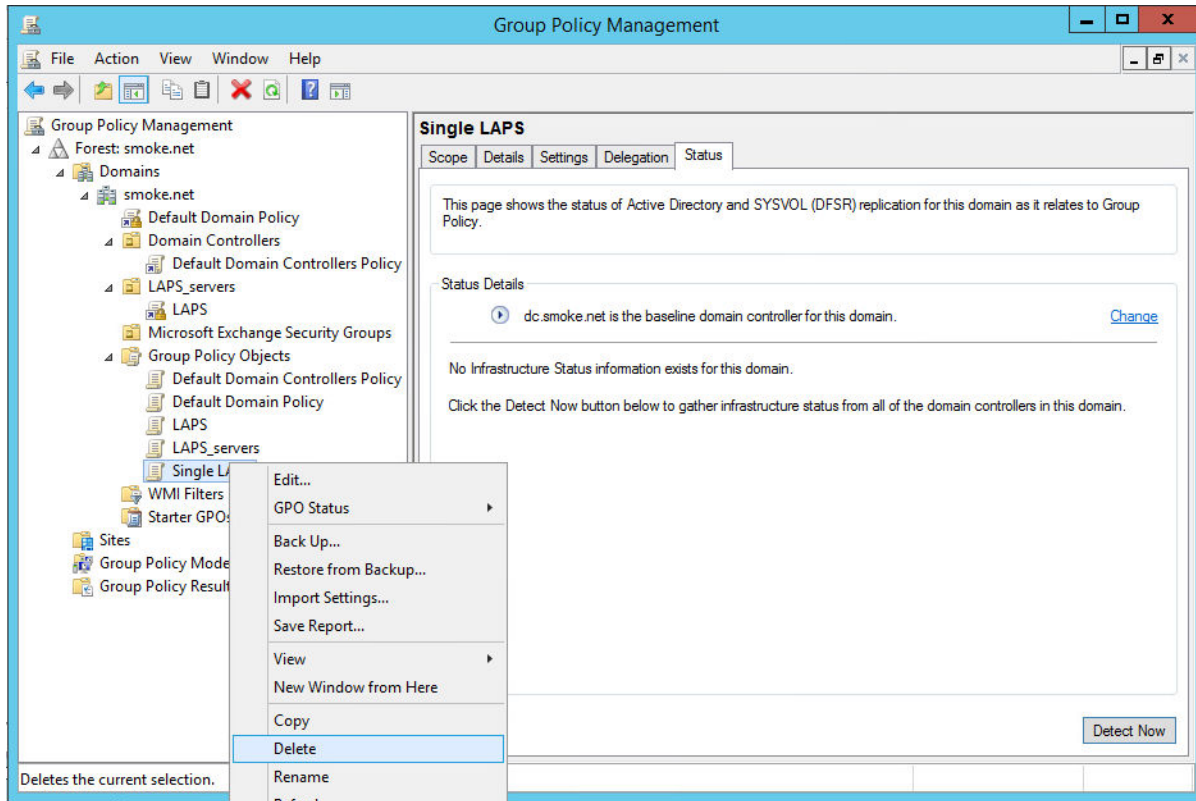 Group Policy Management
File Action View Window Help
Group Policy Management
Forest: smoke.net
Domains
smoke.net
Default Domain Policy
Domain Controllers
Default Domain Controllers Policy
LAPS_servers
LAPS
Microsoft Exchange Security Groups
Group Policy Objects
Default Domain Controllers Policy
Default Domain Policy
LAPS
LAPS_servers
Single LA
WMI Filters
Starter GPOs
Sites
Group Policy Mode
Group Policy Result
Edit...
GPO Status
Back Up...
Restore from Backup...
Import Settings...
Save Report...
View
New Window from Here
Copy
Delete
Rename
Single LAPS
Scope Details Settings Delegation Status
This page shows the status of Active Directory and SYSVOL (DFSR) replication for this domain as it relates to Group
Policy.
Status Details
dc.smoke.net is the baseline domain controller for this domain. Change
No Infrastructure Status information exists for this domain.
Click the Detect Now button below to gather infrastructure status from all of the domain controllers in this domain.
Detect Now
Deletes the current selection.